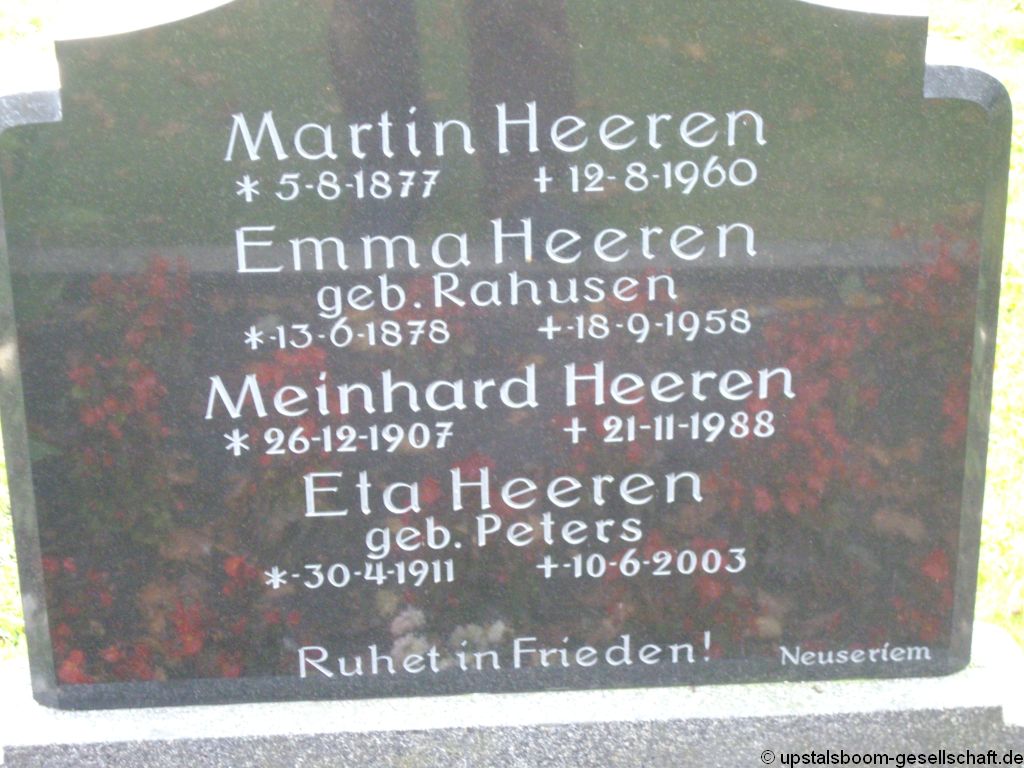 Martin Heeren
* 5-8-1877 + 12-8-1960
Emma Heeren
geb. Rahusen
*-13-6-1878 +-18-9-1958
Meinhard Heeren
* 26-12-1907 + 21-11-1988
Eta Heeren
geb. Peters
*-30-4-1911 +-10-6-2003
Ruhet in Frieden! Neuseriem
© upstalsboom-gesellschaft.de